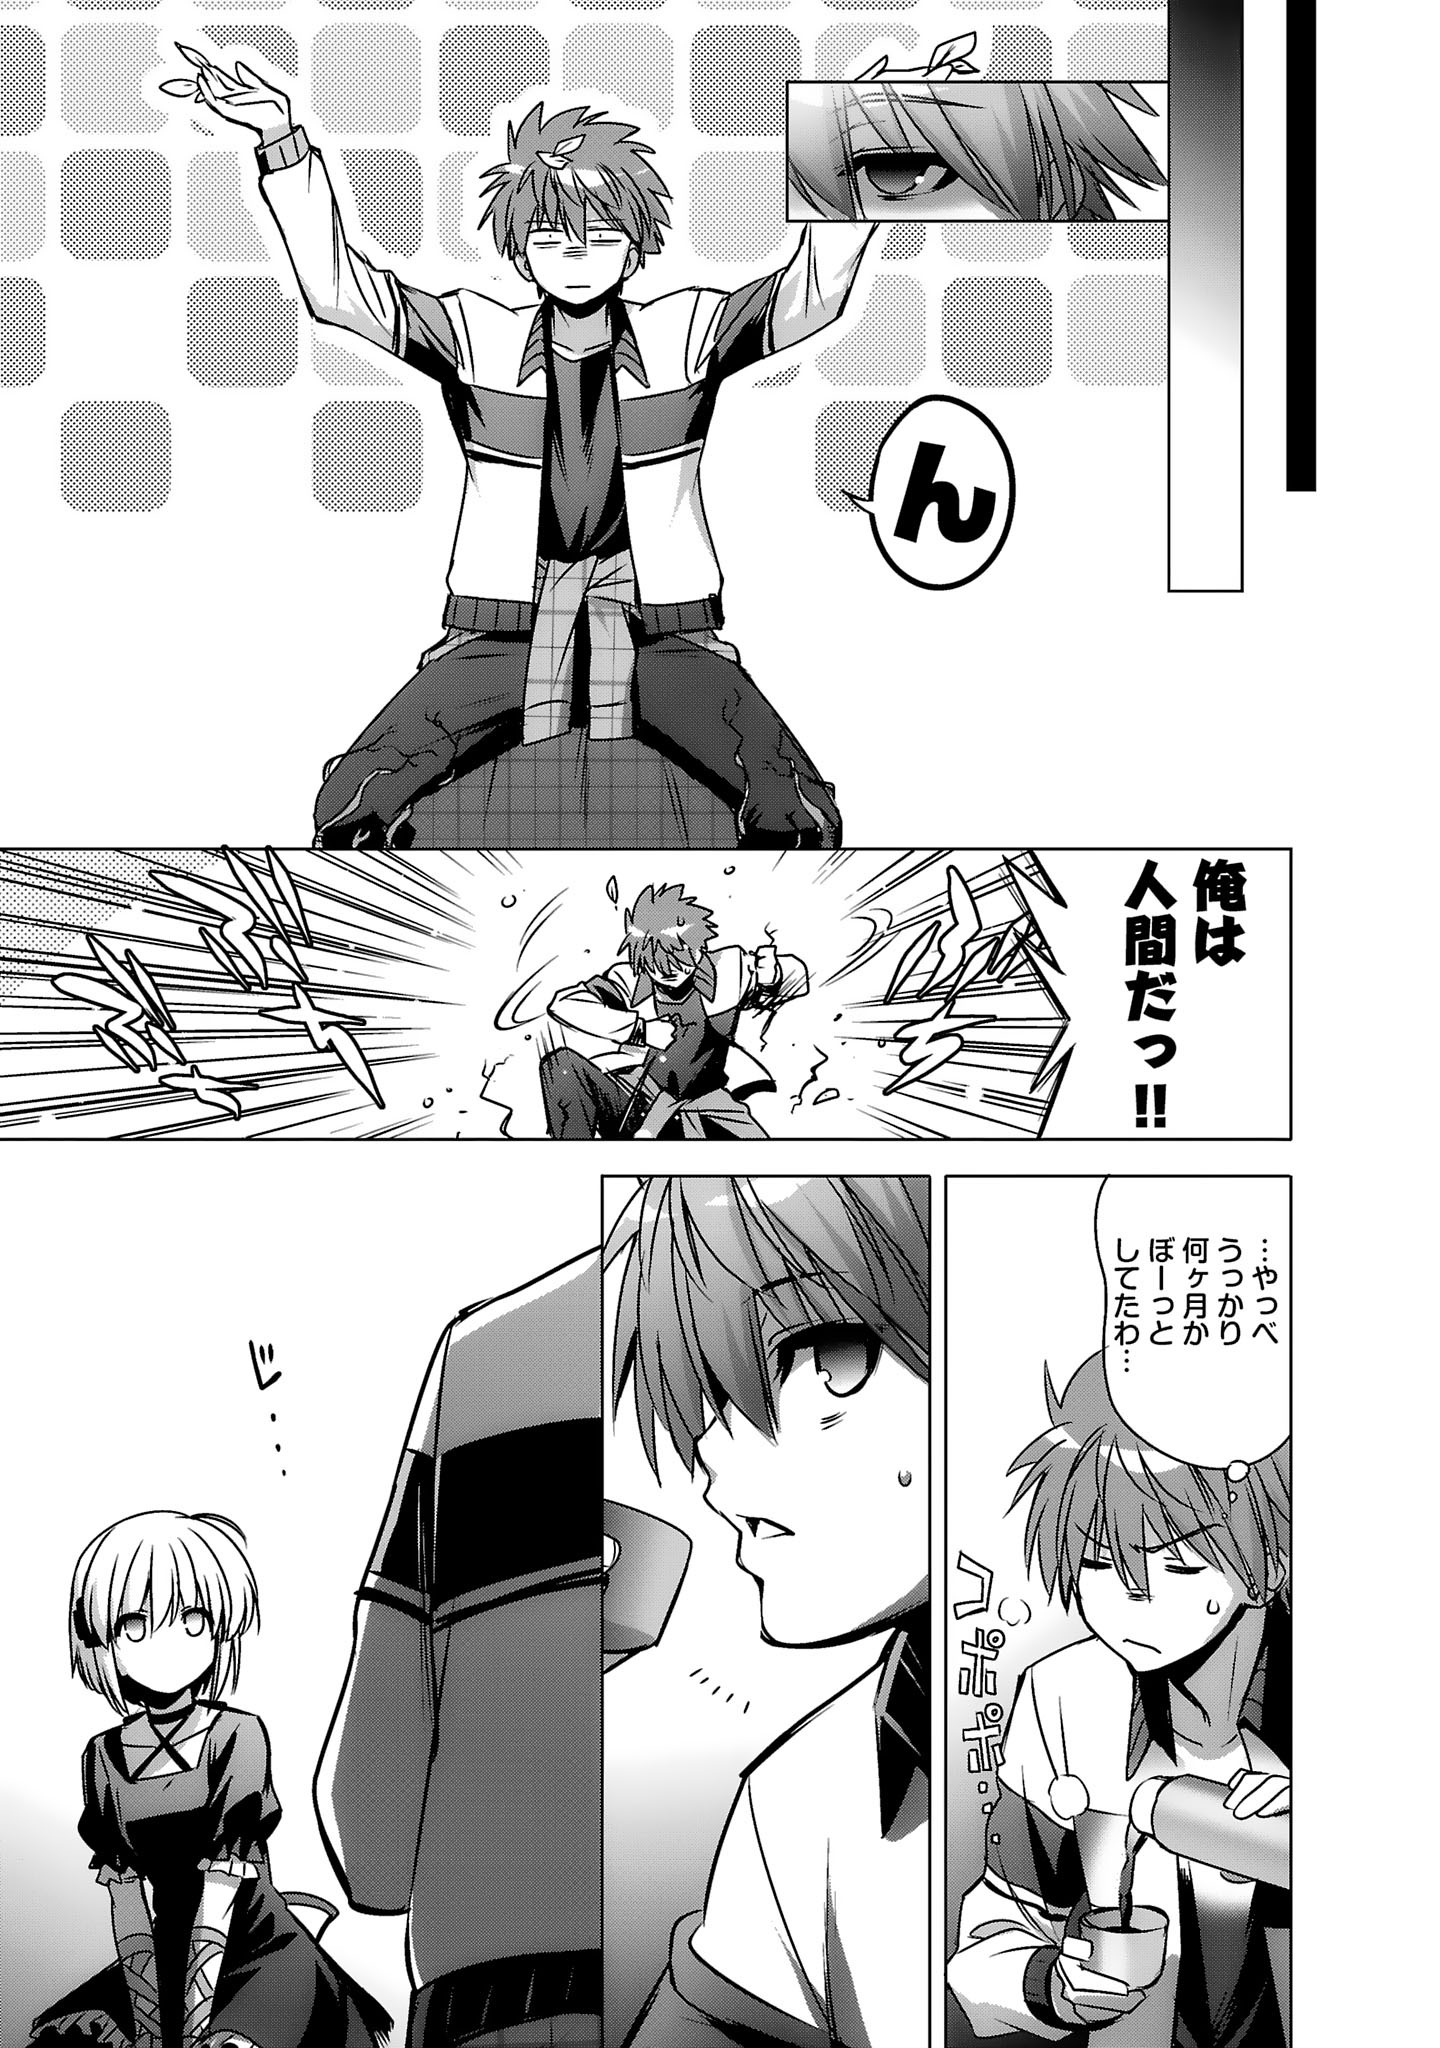 ん
俺は
人間だっ!!
…やっべ
うっかり
何ヶ月か
ぼーっと
してたわ…
コポポポ…
じ…